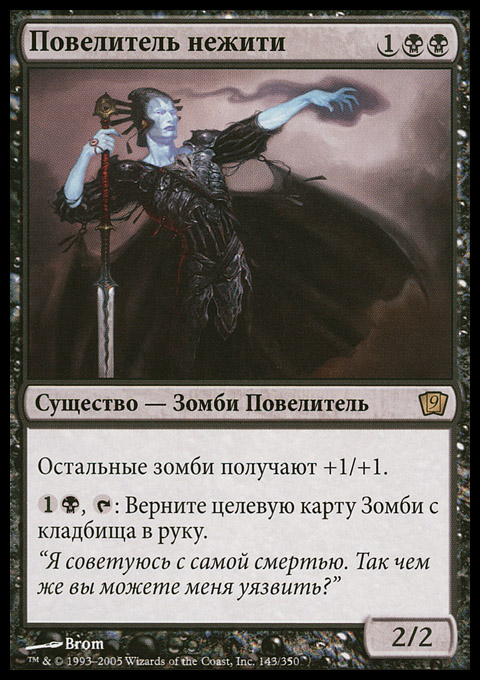 Повелитель нежити 1
Существо — Зомби Повелитель 9
Остальные зомби получают +1/+1.
1, : Верните целевую карту Зомби с
кладбища в руку.
“Я советуюсь с самой смертью. Так чем
же вы можете меня уязвить?”
Brom
™ & © 1993–2005 Wizards of the Coast, Inc. 143/350
2/2